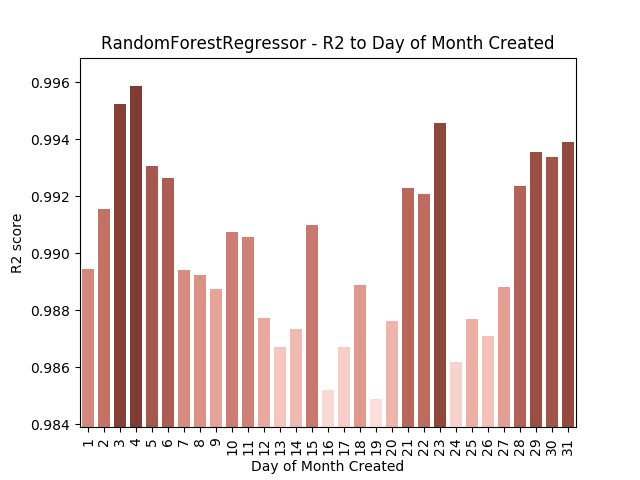 RandomForestRegressor - R2 to Day of Month Created
R2 score
0.996
0.994
0.992
0.990
0.988
0.986
0.984
1 2 3 4 5 6 7 8 9 10 11 12 13 14 15 16 17 18 19 20 21 22 23 24 25 26 27 28 29 30 31
Day of Month Created